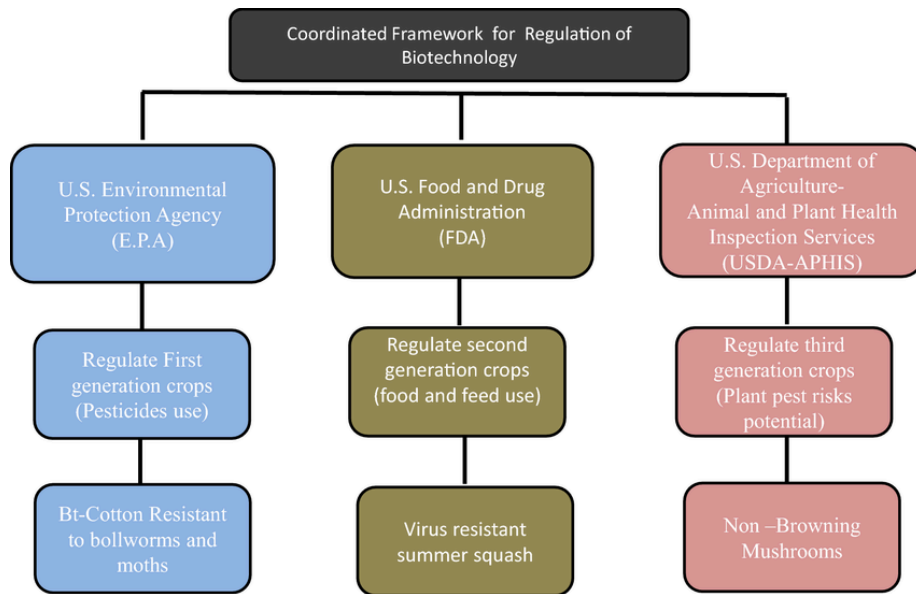 Coordinated Framework for Regulation of
Biotechnology
U.S. Environmental
Protection Agency
(E.P.A)
U.S. Food and Drug
Administration
(FDA)
U.S. Department of
Agriculture-
Animal and Plant Health
Inspection Services
(USDA-APHIS)
Regulate First
generation crops
(Pesticides use)
Regulate second
generation crops
(food and feed use)
Regulate third
generation crops
(Plant pest risks
potential)
Bt-Cotton Resistant
to bollworms and
moths
Virus resistant
summer squash
Non –Browning
Mushrooms